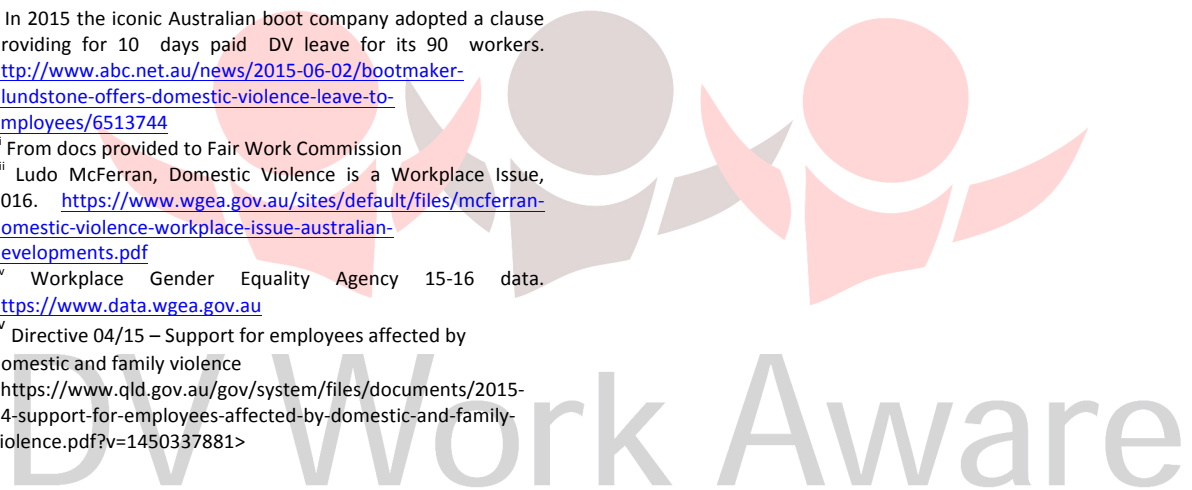 In 2015 the iconic Australian boot company adopted a clause
roviding for 10 days paid DV leave for its 90 workers.
ttp://www.abc.net.au/news/2015-06-02/bootmaker-
lundstone-offers-domestic-violence-leave-to-
mployees/6513744
i From docs provided to Fair Work Commission
ii Ludo McFerran, Domestic Violence is a Workplace Issue,
016. https://www.wgea.gov.au/sites/default/files/mcferran-
omestic-violence-workplace-issue-australian-
evelopments.pdf
v Workplace Gender Equality Agency 15-16 data.
ttps://www.data.wgea.gov.au
v Directive 04/15 – Support for employees affected by
omestic and family violence
https://www.qld.gov.au/gov/system/files/documents/2015-
4-support-for-employees-affected-by-domestic-and-family-
iolence.pdf?v=1450337881>
DV Work Aware